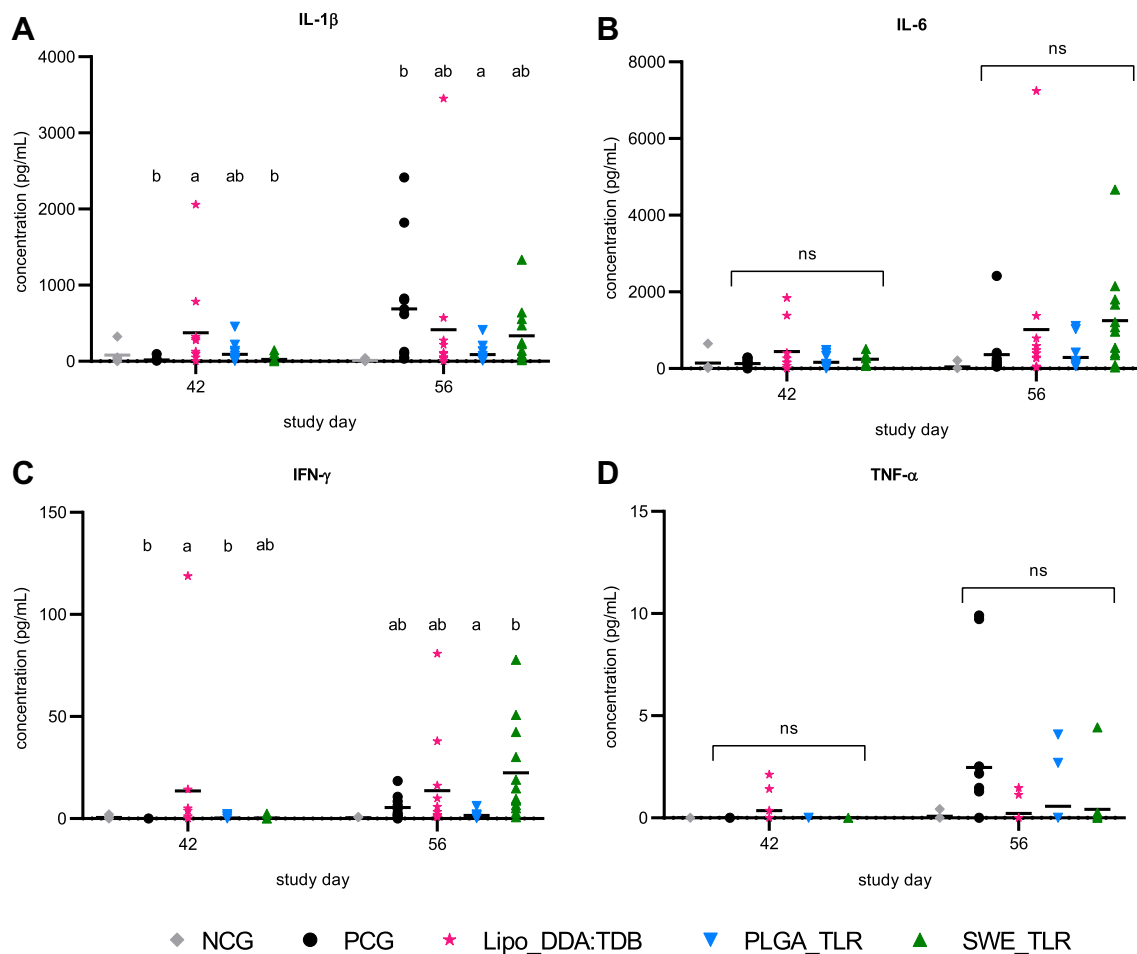 A
IL-1β
concentration (pg/mL)
4000
3000
2000
1000
0
b a ab b
b ab a ab
42 56
study day
B
IL-6
concentration (pg/mL)
8000
6000
4000
2000
0
ns
ns
42 56
study day
C
IFN-γ
concentration (pg/mL)
150
100
50
0
b a b ab
ab ab a b
42 56
study day
D
TNF-α
concentration (pg/mL)
15
10
5
0
ns
ns
42 56
study day
NCG PCG Lipo_DDA:TDB PLGA_TLR SWE_TLR